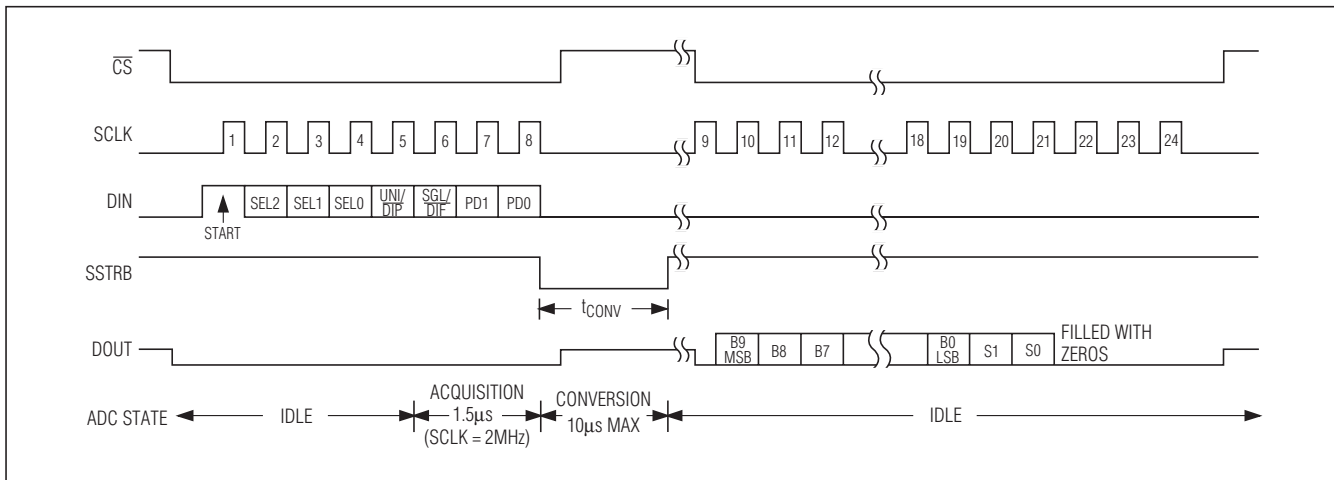 CS
SCLK
1 2 3 4 5 6 7 8 9 10 11 12 18 19 20 21 22 23 24
DIN
SEL2 SEL1 SEL0 UNI/DIP SGL/DIF PD1 PD0
START
SSTRB
tCONV
DOUT
B9 MSB B8 B7 B0 LSB S1 S0 FILLED WITH ZEROS
ADC STATE
IDLE
ACQUISITION
1.5µs
(SCLK = 2MHz)
CONVERSION
10µs MAX
IDLE